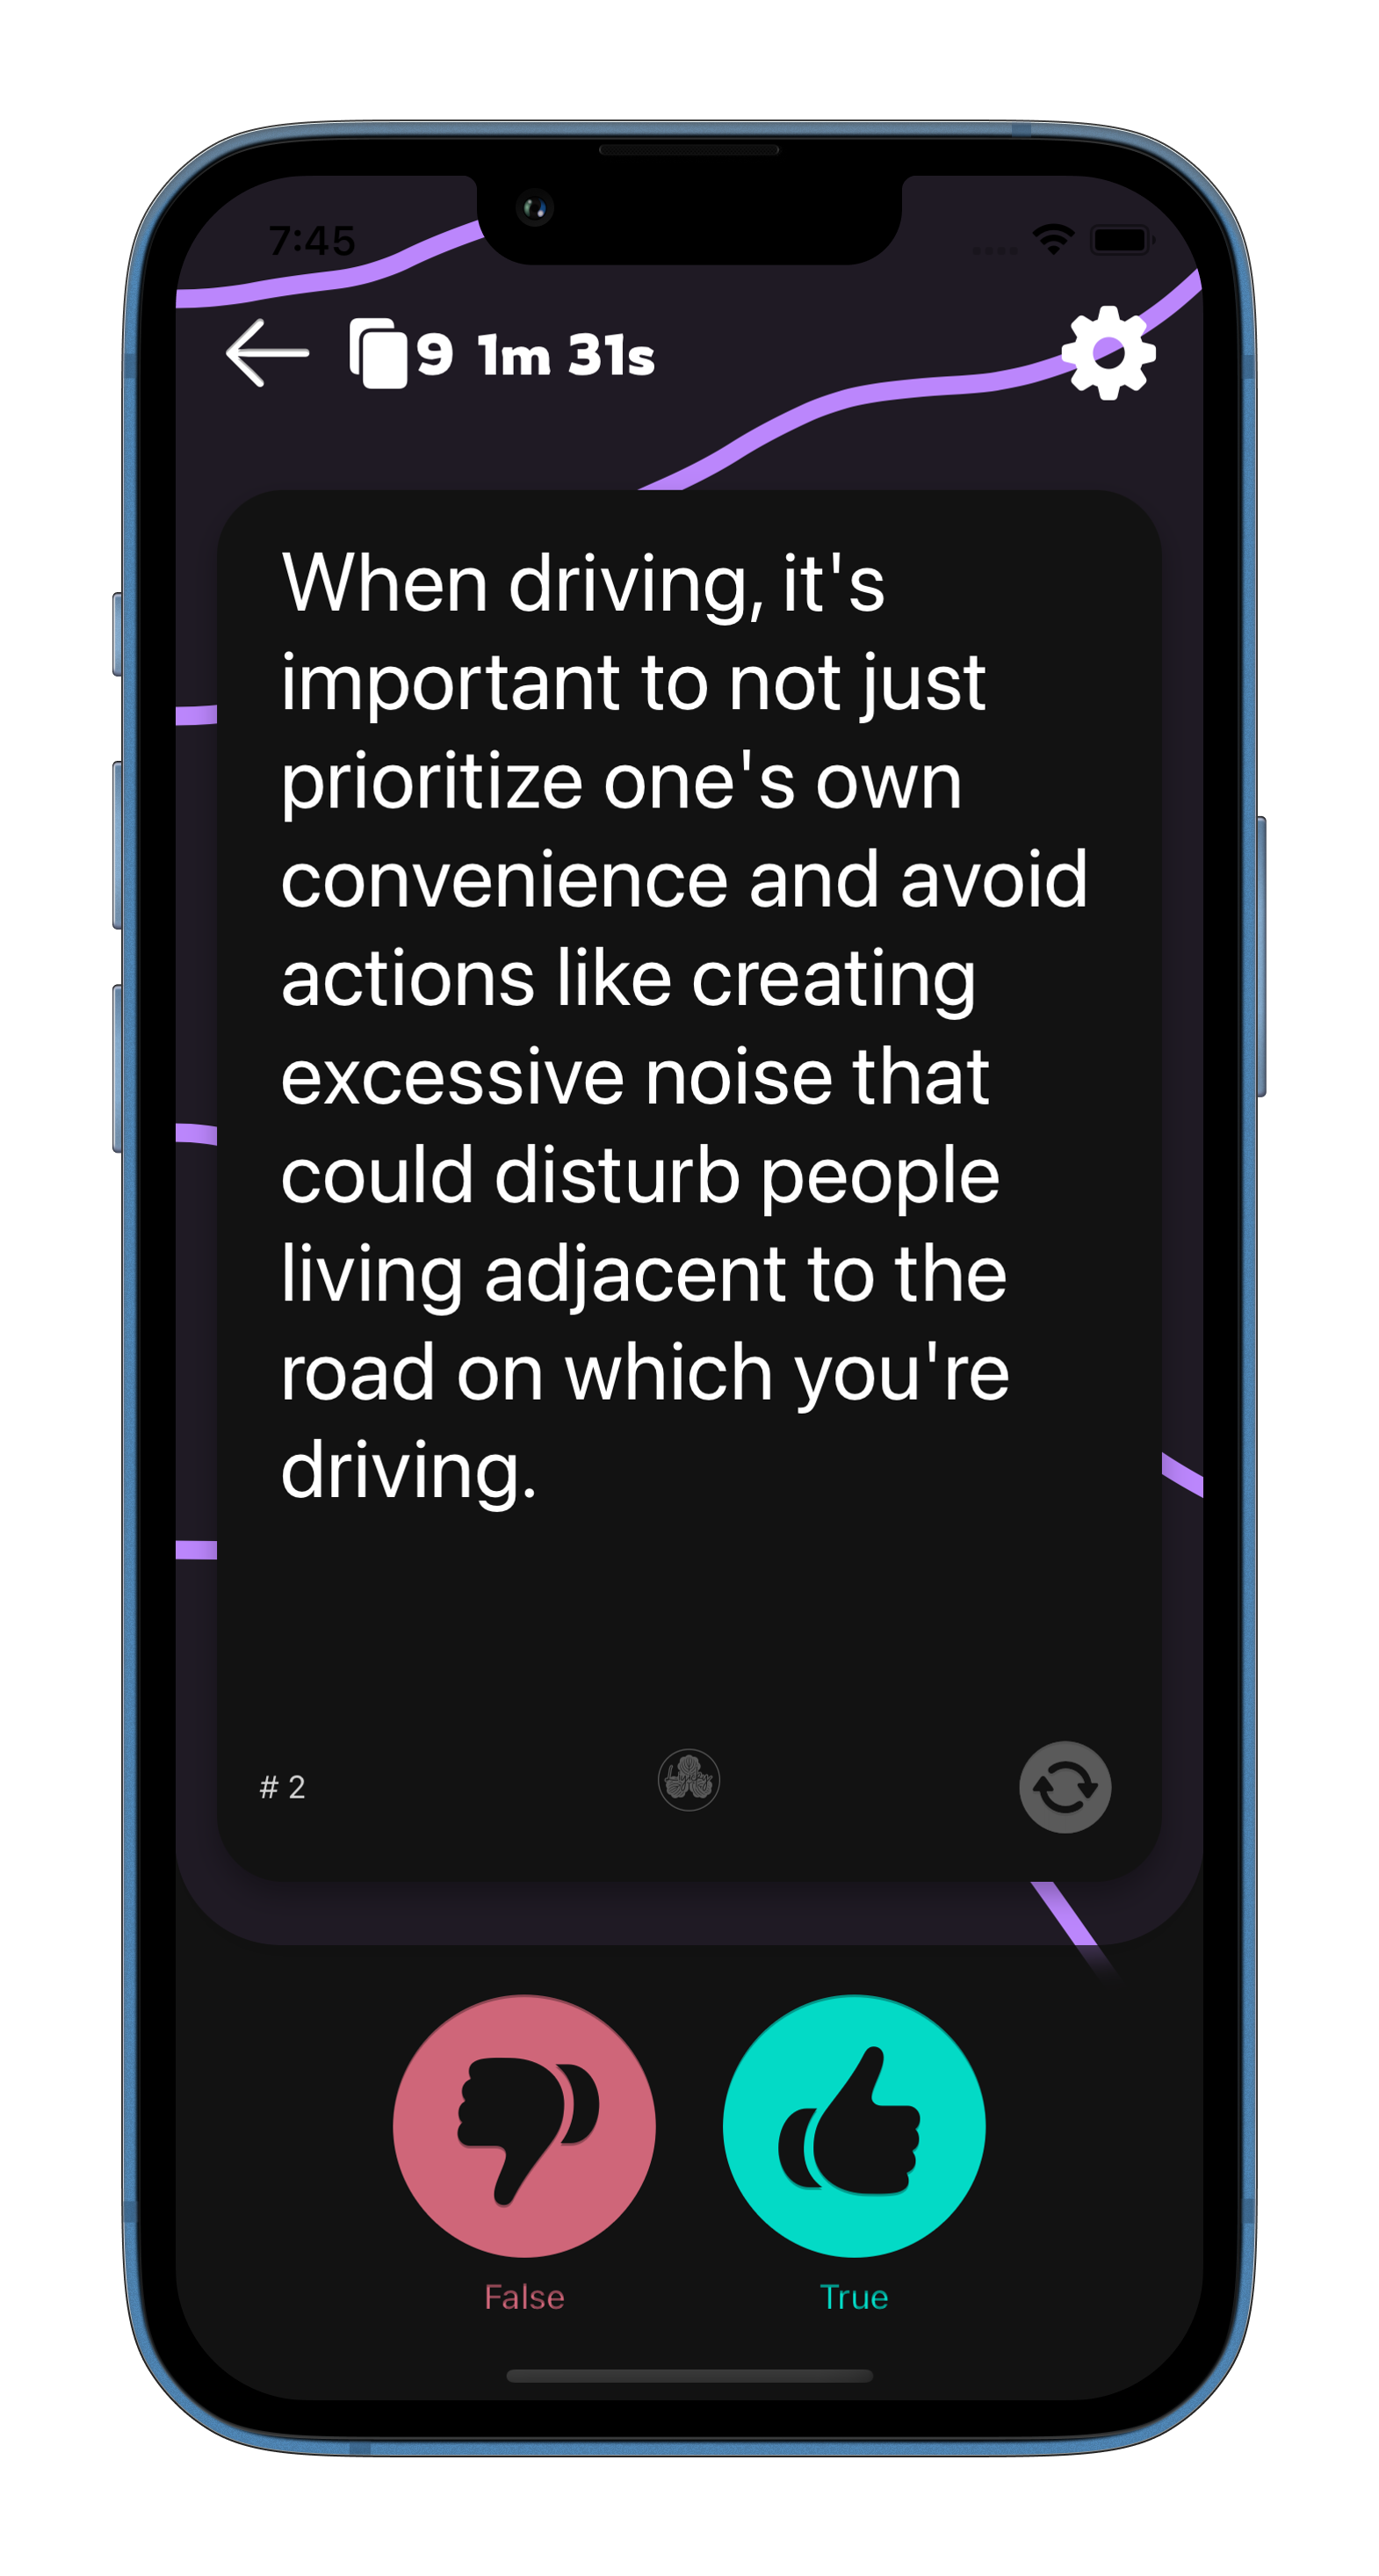 7:45
9 1m 31s
When driving, it's
important to not just
prioritize one's own
convenience and avoid
actions like creating
excessive noise that
could disturb people
living adjacent to the
road on which you're
driving.
# 2
False
True